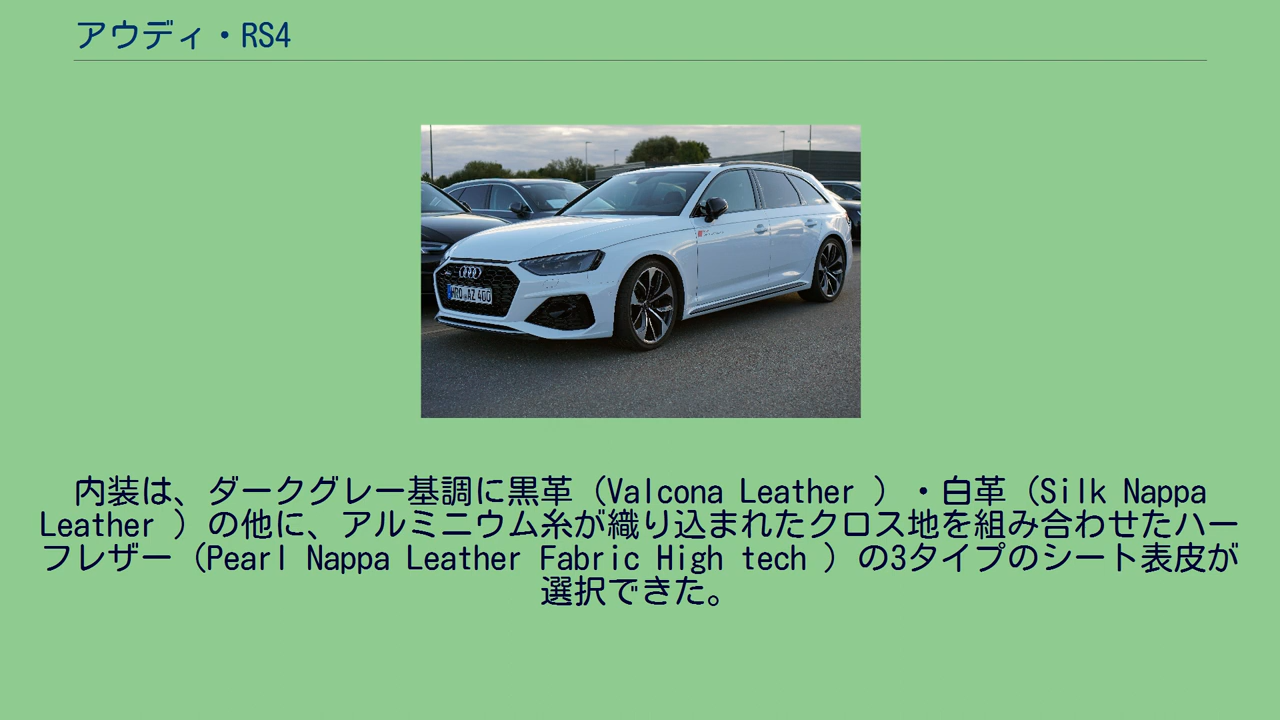 アウディ・RS4
NRO AZ 400
内装は、ダークグレー基調に黒革（Valcona Leather ）・白革（Silk Nappa
Leather ）の他に、アルミニウム糸が織り込まれたクロス地を組み合わせたハー
フレザー（Pearl Nappa Leather Fabric High tech ）の3タイプのシート表皮が
選択できた。